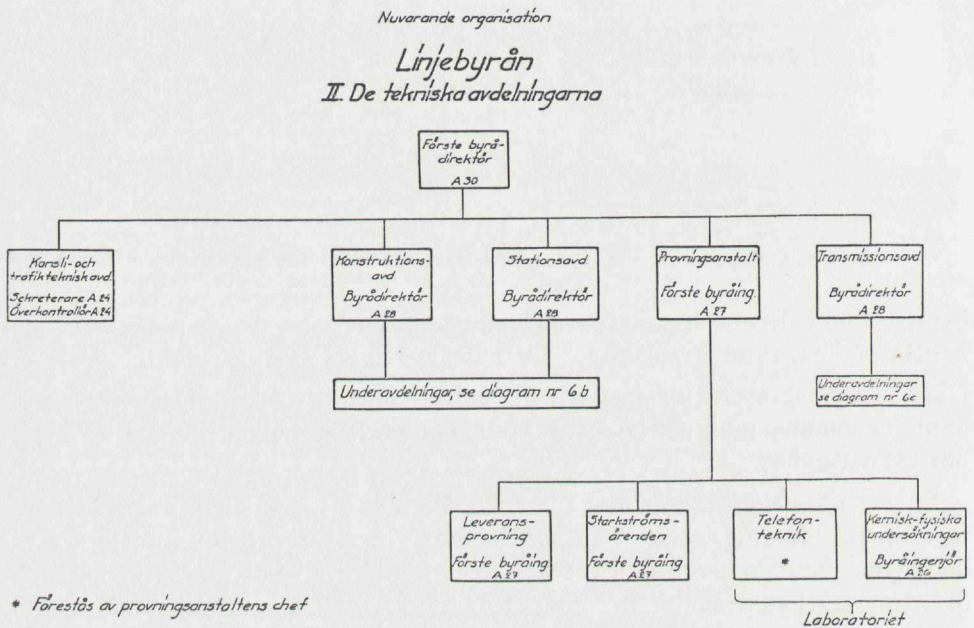 Nuvarande organisation
Linjebyrån
II. De tekniska avdelningarna
Förste byrå-
direktör
A 30
Kansli- och
trafikteknisk avd.
Sekreterare A 24
Överkontrollör A 24
Konstruktions-
avd
Byrådirektör
A 28
Stationsavd.
Byrådirektör
A 28
Provningsanstalt
Förste byråing.
A 27
Transmissionsavd
Byrådirektör
A 28
Underavdelningar, se diagram nr 6 b
Underavdelningar
se diagram nr 6c
Leverans-
provning
Förste byråing
A 27
Starkströms-
ärenden
Förste byråing
A 27
Telefon-
teknik
*
Kemisk-fysiska
undersökningar
Byråingenjör
A 26
* Förestås av provningsanstaltens chef
Laboratoriet